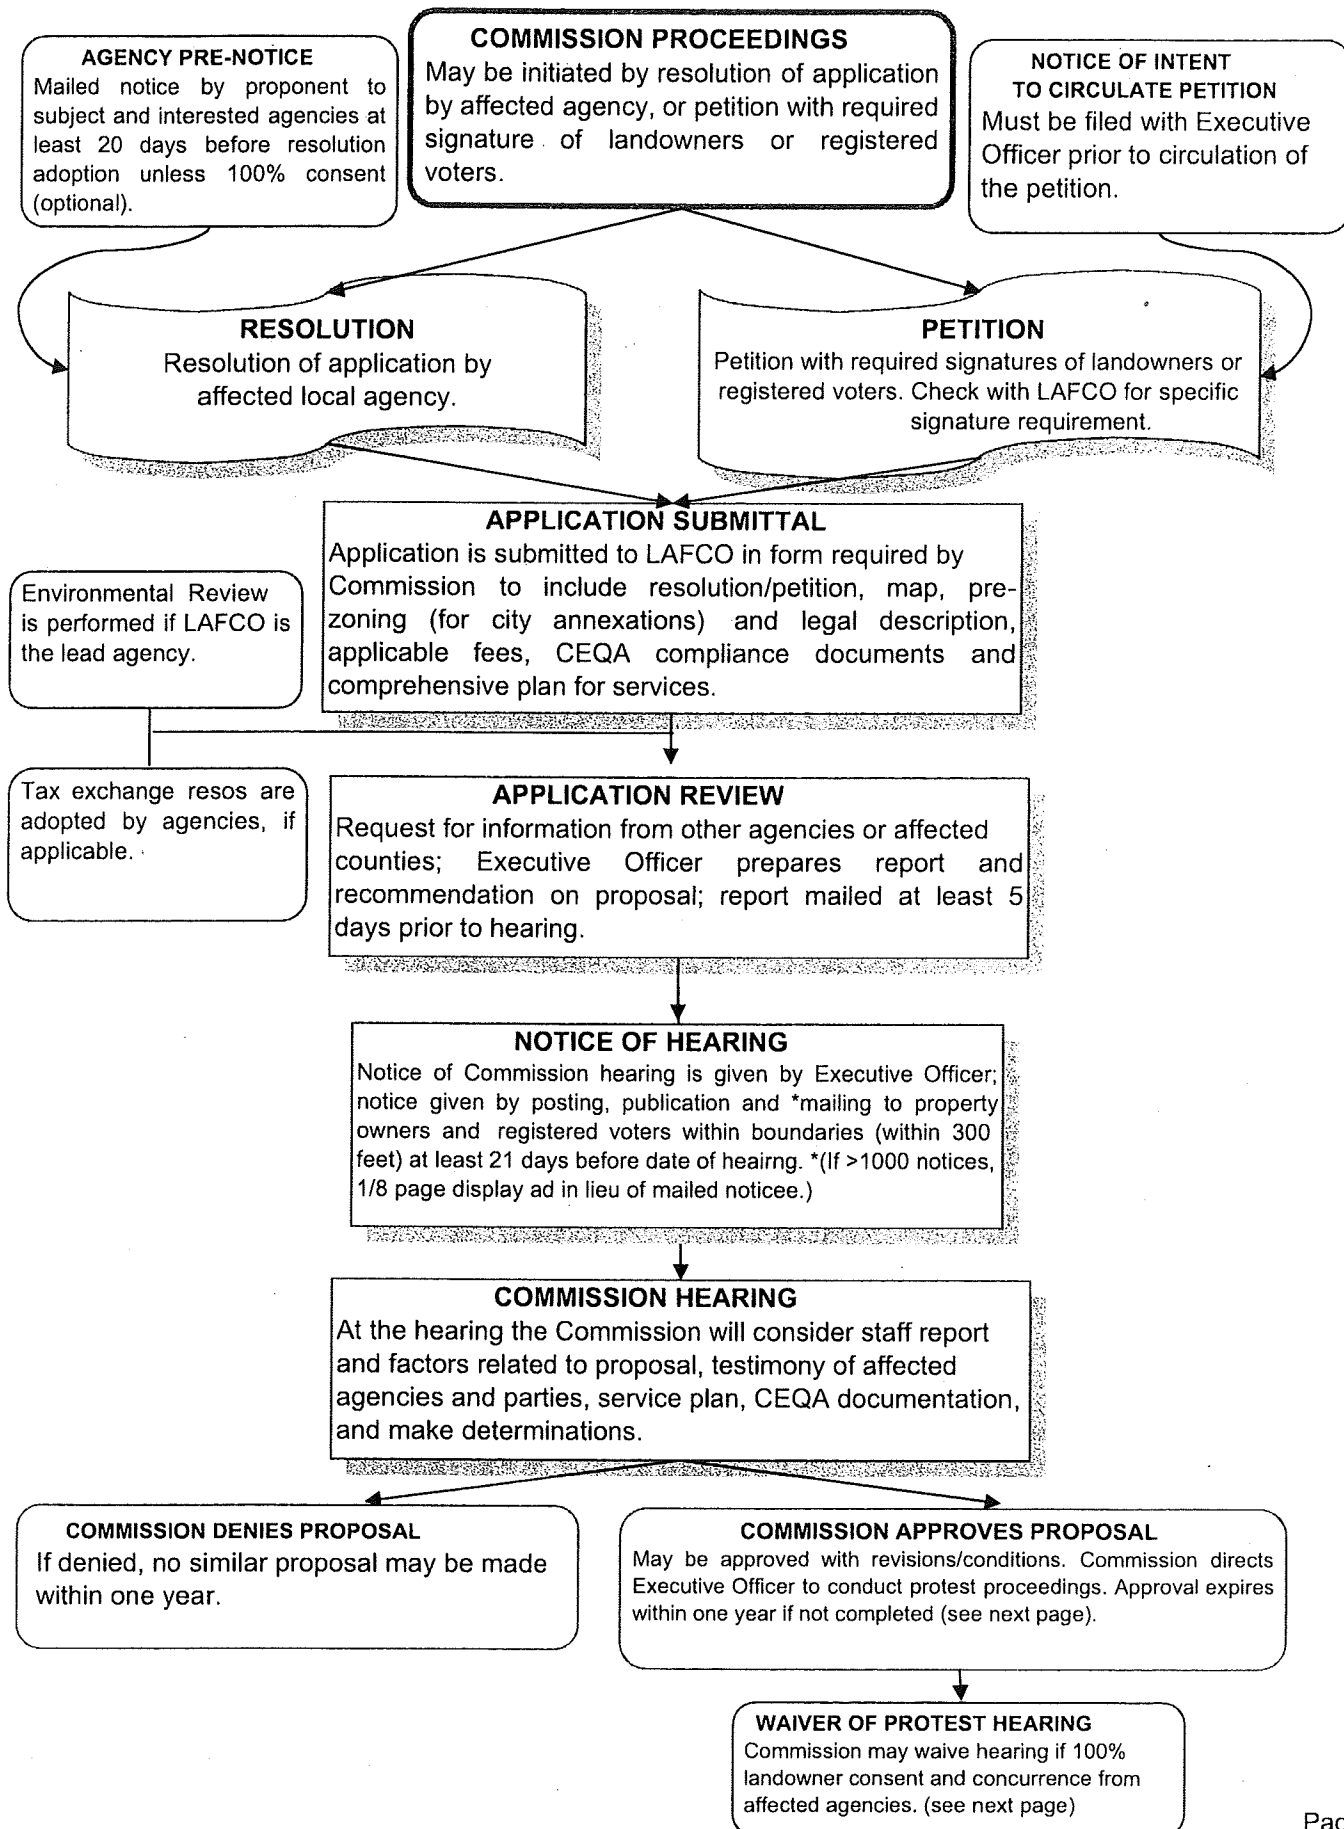 AGENCY PRE-NOTICE
Mailed notice by proponent to
subject and interested agencies at
least 20 days before resolution
adoption unless 100% consent
(optional).
COMMISSION PROCEEDINGS
May be initiated by resolution of application
by affected agency, or petition with required
signature of landowners or registered
voters.
NOTICE OF INTENT
TO CIRCULATE PETITION
Must be filed with Executive
Officer prior to circulation of
the petition.
RESOLUTION
Resolution of application by
affected local agency.
PETITION
Petition with required signatures of landowners or
registered voters. Check with LAFCO for specific
signature requirement.
APPLICATION SUBMITTAL
Application is submitted to LAFCO in form required by
Commission to include resolution/petition, map, pre-
zoning (for city annexations) and legal description,
applicable fees, CEQA compliance documents and
comprehensive plan for services.
Environmental Review
is performed if LAFCO is
the lead agency.
Tax exchange resos are
adopted by agencies, if
applicable.
APPLICATION REVIEW
Request for information from other agencies or affected
counties; Executive Officer prepares report and
recommendation on proposal; report mailed at least 5
days prior to hearing.
NOTICE OF HEARING
Notice of Commission hearing is given by Executive Officer;
notice given by posting, publication and *mailing to property
owners and registered voters within boundaries (within 300
feet) at least 21 days before date of heairng. *(If >1000 notices,
1/8 page display ad in lieu of mailed noticee.)
COMMISSION HEARING
At the hearing the Commission will consider staff report
and factors related to proposal, testimony of affected
agencies and parties, service plan, CEQA documentation,
and make determinations.
COMMISSION DENIES PROPOSAL
If denied, no similar proposal may be made
within one year.
COMMISSION APPROVES PROPOSAL
May be approved with revisions/conditions. Commission directs
Executive Officer to conduct protest proceedings. Approval expires
within one year if not completed (see next page).
WAIVER OF PROTEST HEARING
Commission may waive hearing if 100%
landowner consent and concurrence from
affected agencies. (see next page)